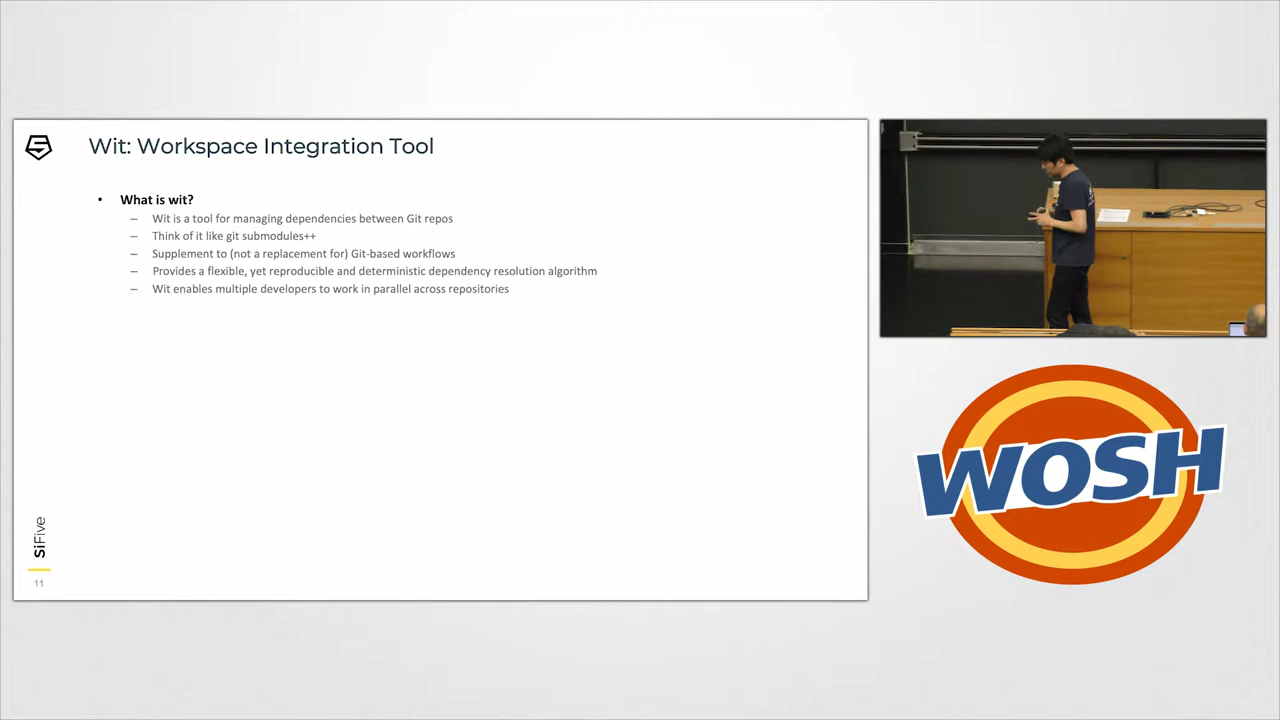 Wit: Workspace Integration Tool
• What is wit?
– Wit is a tool for managing dependencies between Git repos
– Think of it like git submodules++
– Supplement to (not a replacement for) Git-based workflows
– Provides a flexible, yet reproducible and deterministic dependency resolution algorithm
– Wit enables multiple developers to work in parallel across repositories
SiFive
11
WOSH